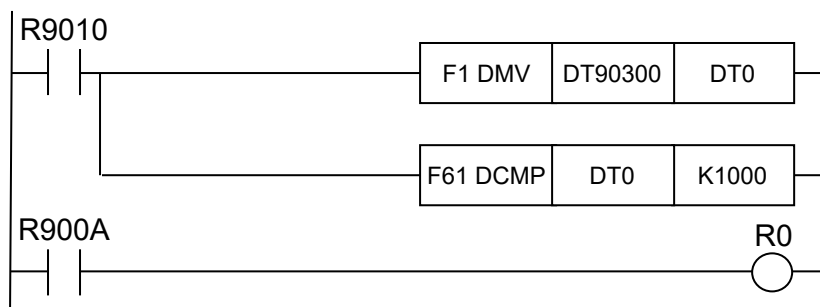 R9010
F1 DMV DT90300 DT0
F61 DCMP DT0 K1000
R900A
R0